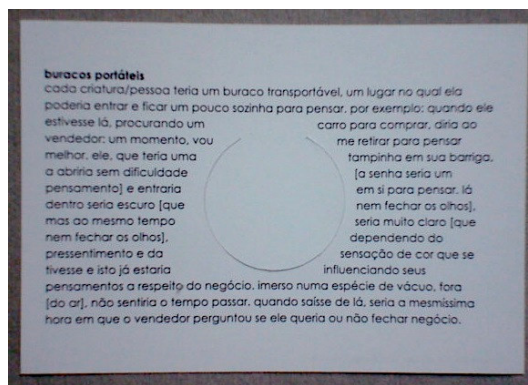 buracos portáteis
cada criatura/pessoa teria um buraco transportável, um lugar no qual ela
poderia entrar e ficar um pouco sozinha para pensar. por exemplo: quando ele
estivesse lá, procurando um carro para comprar, diria ao
vendedor: um momento, vou me retirar para pensar
melhor. ele, que teria uma tampinha em sua barriga,
a abriria sem dificuldade [a senha seria um
pensamento] e entraria em si para pensar. lá
dentro seria escuro [que nem fechar os olhos],
mas ao mesmo tempo seria muito claro [que
nem fechar os olhos], dependendo do
pressentimento e da sensação de cor que se
tivesse e isto já estaria influenciando seus
pensamentos a respeito do negócio. imerso numa espécie de vácuo, fora
[do ar], não sentiria o tempo passar. quando saísse de lá, seria a mesmíssima
hora em que o vendedor perguntou se ele queria ou não fechar negócio.